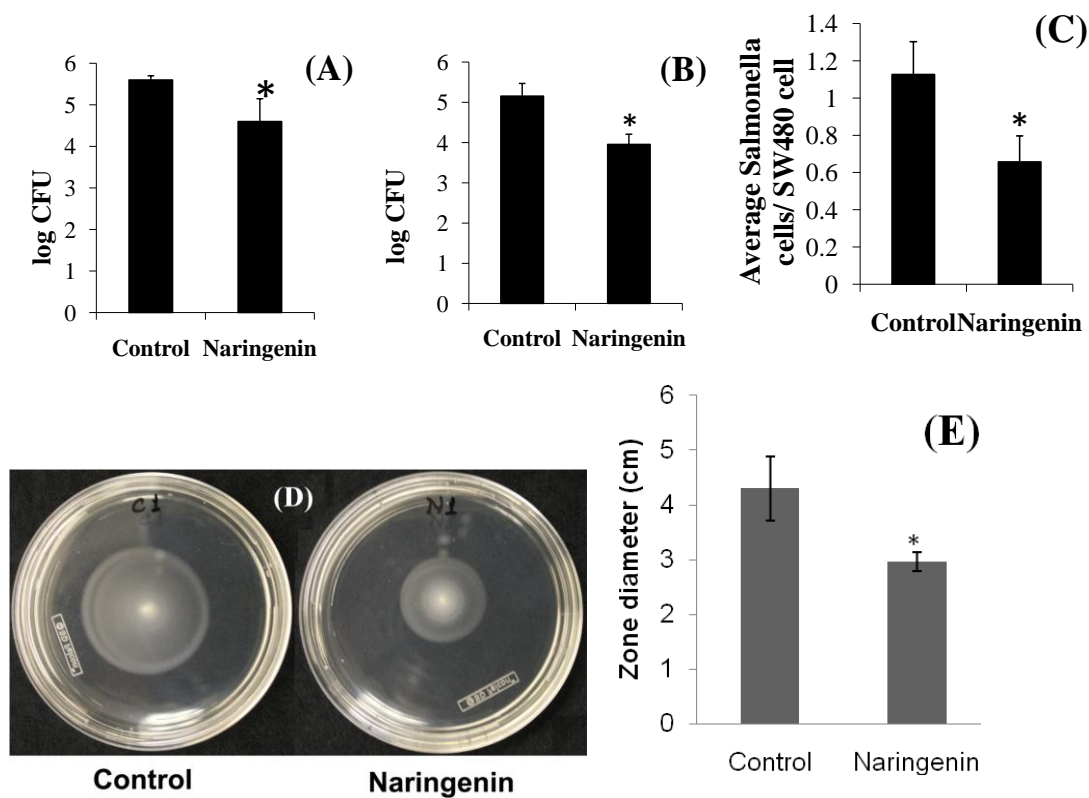 (A)
6
5
4
3
2
1
0
log CFU
*
Control Naringenin
(B)
6
5
4
3
2
1
0
log CFU
*
Control Naringenin
(C)
1.4
1.2
1
0.8
0.6
0.4
0.2
0
Average Salmonella
cells/ SW480 cell
*
ControlNaringenin
(D)
C1
N1
Control
Naringenin
(E)
6
5
4
3
2
1
0
Zone diameter (cm)
*
Control Naringenin